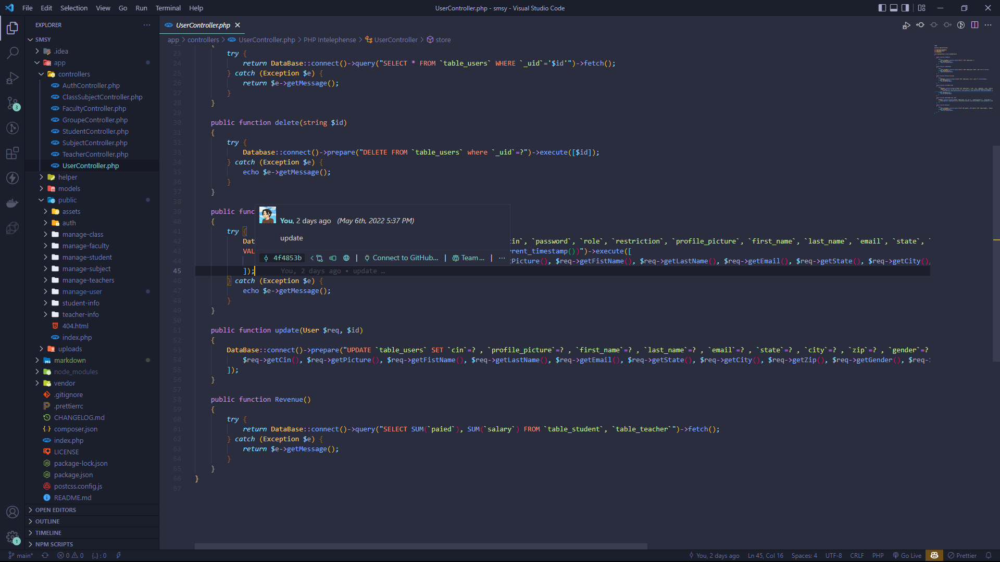 File Edit Selection View Go Run Terminal Help
UserController.php - smsy - Visual Studio Code
EXPLORER
SMSY
.idea
app
controllers
AuthController.php
ClassSubjectController.php
FacultyController.php
GroupeController.php
StudentController.php
SubjectController.php
TeacherController.php
UserController.php
helper
models
public
assets
auth
manage-class
manage-faculty
manage-student
manage-subject
manage-teachers
manage-user
student-info
teacher-info
404.html
index.php
uploads
markdown
node_modules
vendor
.gitignore
.prettierrc
CHANGELOG.md
composer.json
index.php
LICENSE
package-lock.json
package.json
postcss.config.js
README.md
OPEN EDITORS
OUTLINE
TIMELINE
NPM SCRIPTS
3
1
UserController.php
app > controllers > UserController.php > PHP Intelephense > UserController > store
{
23 try {
24 return DataBase::connect()->query("SELECT * FROM `table_users` WHERE `_uid`='$id'")->fetch();
25 } catch (Exception $e) {
26 return $e->getMessage();
27 }
28 }
29
30 public function delete(string $id)
31 {
32 try {
33 Database::connect()->prepare("DELETE FROM `table_users` where `_uid`=?")->execute([$id]);
34 } catch (Exception $e) {
35 echo $e->getMessage();
36 }
37 }
38
39 public func
40 {
41 try {
42 Dat in`, `password`, `role`, `restriction`, `profile_picture`, `first_name`, `last_name`, `email`, `state`, `
43 VAL rent_timestamp())")->execute([
44 tPicture(), $req->getFistName(), $req->getLastName(), $req->getEmail(), $req->getState(), $req->getCity(),
45 ]); You, 2 days ago • update …
46 } catch (Exception $e) {
47 echo $e->getMessage();
48 }
49 }
50
51 public function update(User $req, $id)
52 {
53 DataBase::connect()->prepare("UPDATE `table_users` SET `cin`=? , `profile_picture`=? , `first_name`=? , `last_name`=? , `email`=? , `state`=? , `city`=? , `zip`=? , `gender`=?
54 $req->getCin(), $req->getPicture(), $req->getFistName(), $req->getLastName(), $req->getEmail(), $req->getState(), $req->getCity(), $req->getZip(), $req->getGender(), $req->
55 ]);
56 }
57
58 public function Revenue()
59 {
60 try {
61 return DataBase::connect()->query("SELECT SUM(`paied`), SUM(`salary`) FROM `table_student`, `table_teacher`")->fetch();
62 } catch (Exception $e) {
63 return $e->getMessage();
64 }
65 }
66 }
67
You, 2 days ago (May 6th, 2022 5:37 PM)
update
4f4853b | Connect to GitHub... | Team... | ...
main* 0 0 {..} : 0
You, 2 days ago Ln 45, Col 16 Spaces: 4 UTF-8 CRLF PHP Go Live Prettier